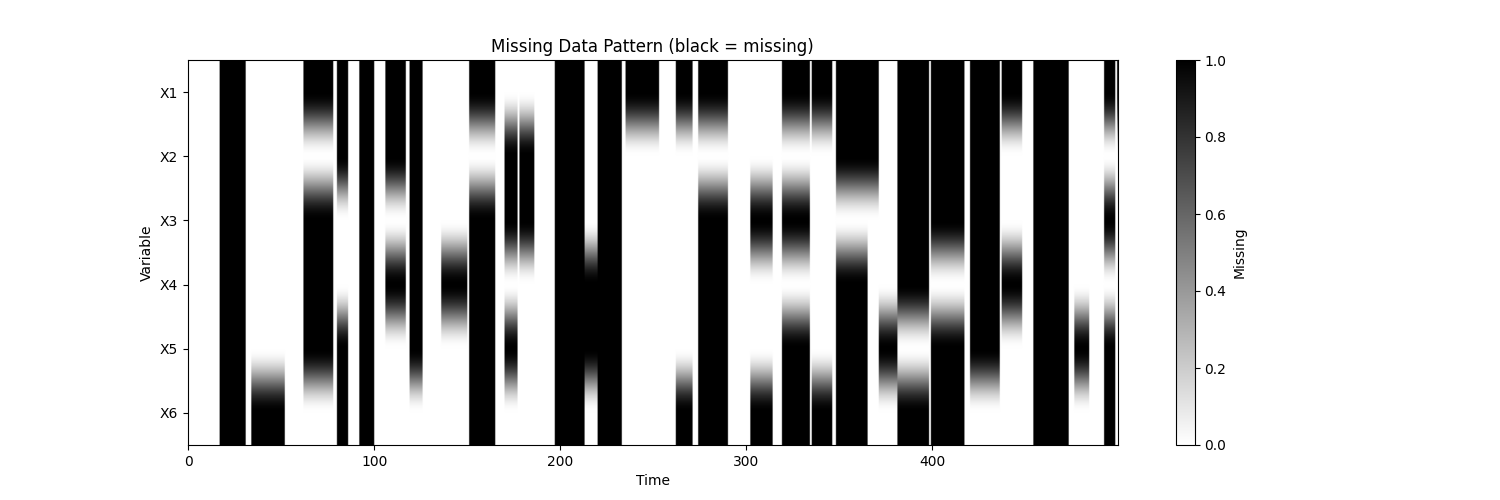 Missing Data Pattern (black = missing)
Variable
X1
X2
X3
X4
X5
X6
0
100
200
300
400
Time
1.0
0.8
0.6
0.4
0.2
0.0
Missing